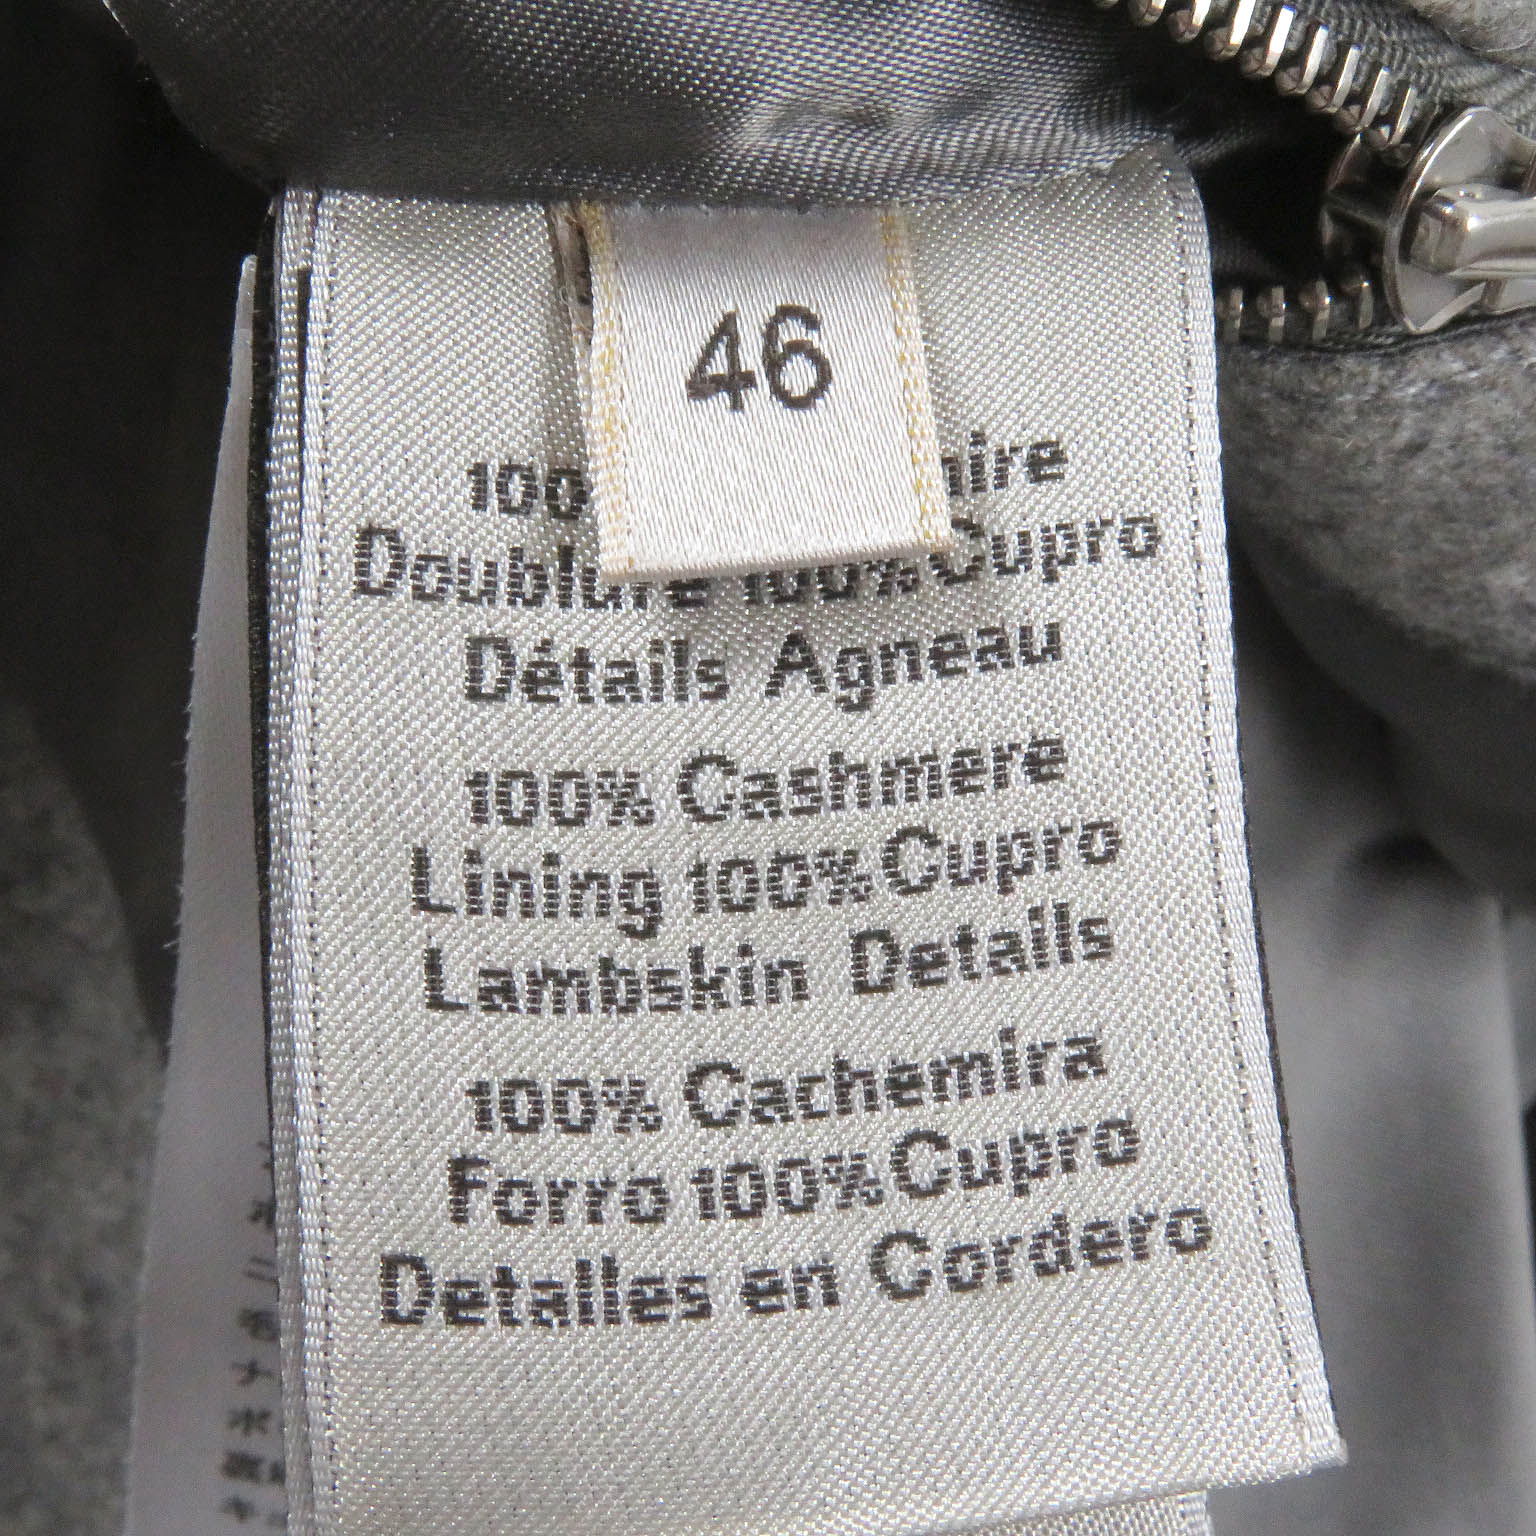 46
100
Doublure 100% Cupro
Détails Agneau
100% Cashmere
Lining 100% Cupro
Lambskin Details
100% Cachemira
Forro 100% Cupro
Detalles en Cordero